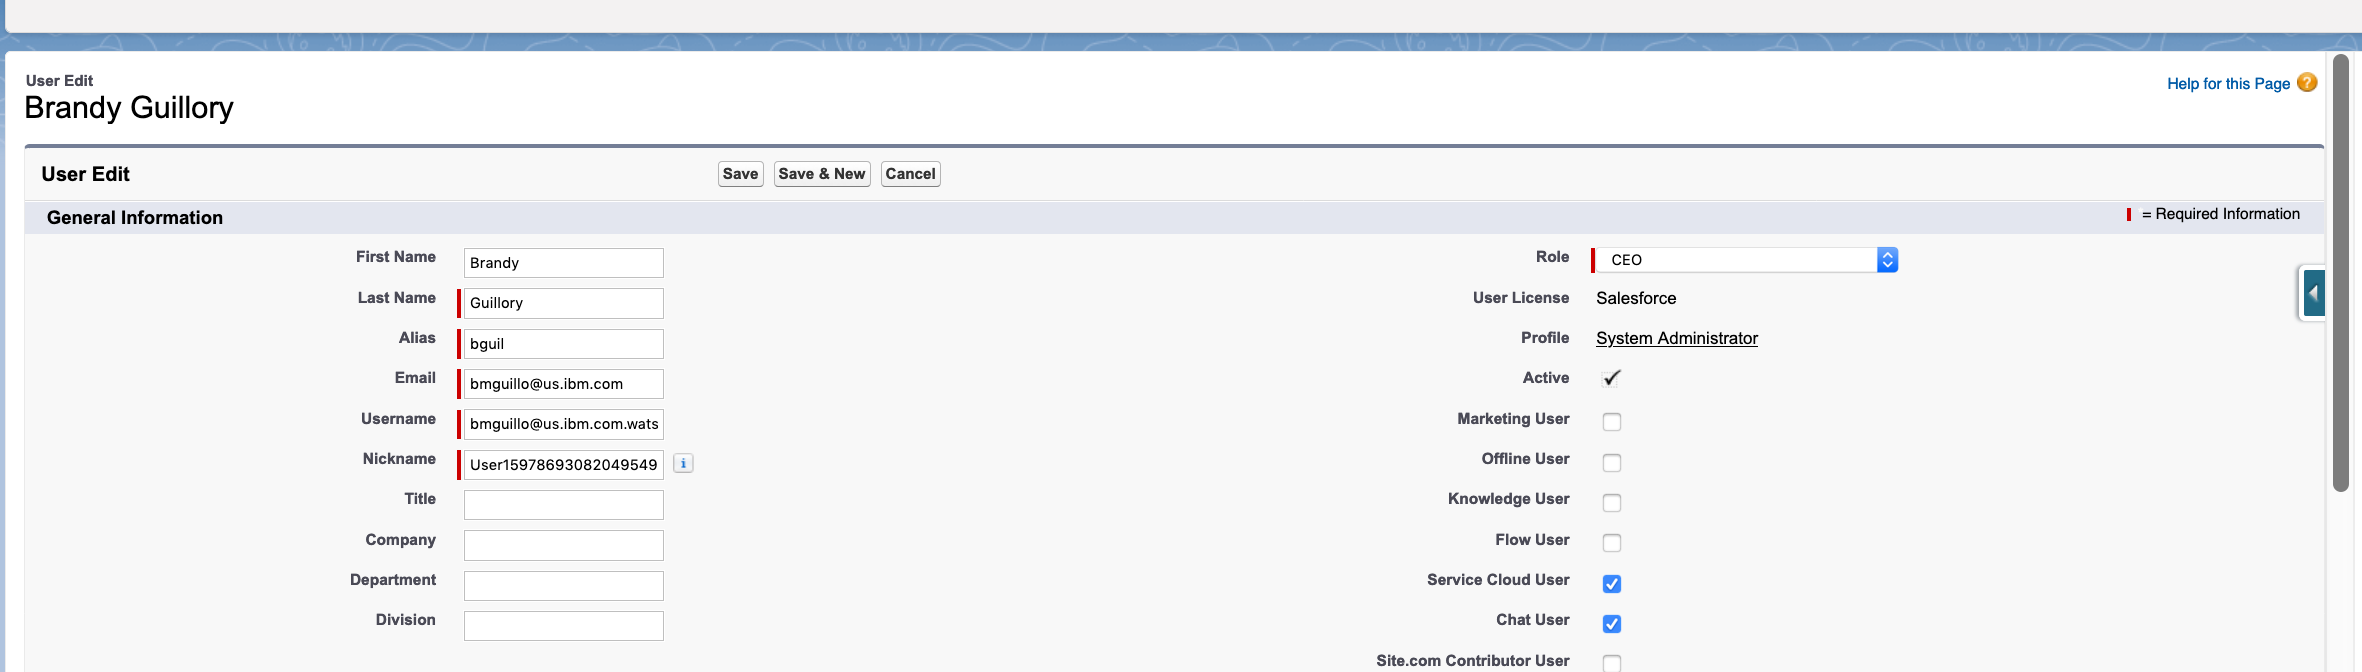 User Edit
Brandy Guillory
Help for this Page ?
User Edit
Save
Save & New
Cancel
General Information
= Required Information
First Name
Brandy
Last Name
Guillory
Alias
bguil
Email
bmguillo@us.ibm.com
Username
bmguillo@us.ibm.com.wats
Nickname
User15978693082049549
i
Title
Company
Department
Division
Role
CEO
User License
Salesforce
Profile
System Administrator
Active
Marketing User
Offline User
Knowledge User
Flow User
Service Cloud User
Chat User
Site.com Contributor User